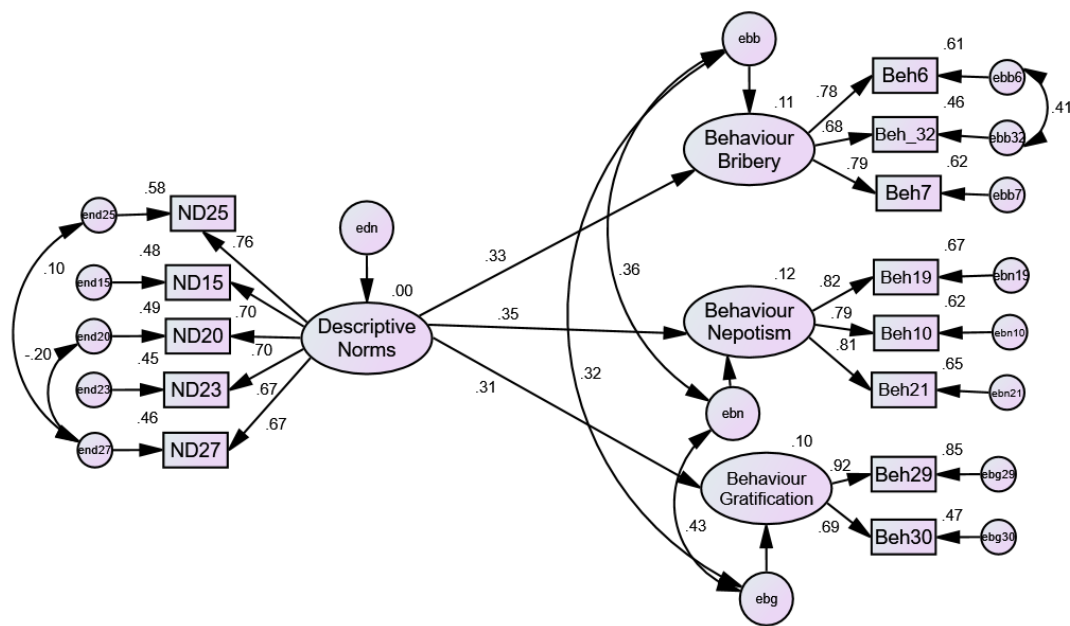 ebb
.61
Beh6
ebb6
.78
.11
.46
.41
Behaviour
Bribery
.68
Beh_32
ebb32
.79
.62
Beh7
ebb7
.58
end25
ND25
edn
.76
.10
.48
end15
ND15
.33
.36
.67
.00
.12
.82
Beh19
ebn19
.49
.70
Descriptive
Norms
.35
Behaviour
Nepotism
.79
.62
end20
ND20
Beh10
ebn10
-.20
.45
.70
.81
.65
.32
end23
ND23
.67
.31
Beh21
ebn21
.46
.67
ebn
end27
ND27
.10
.85
.92
Behaviour
Gratification
Beh29
ebg29
.43
.69
.47
Beh30
ebg30
ebg